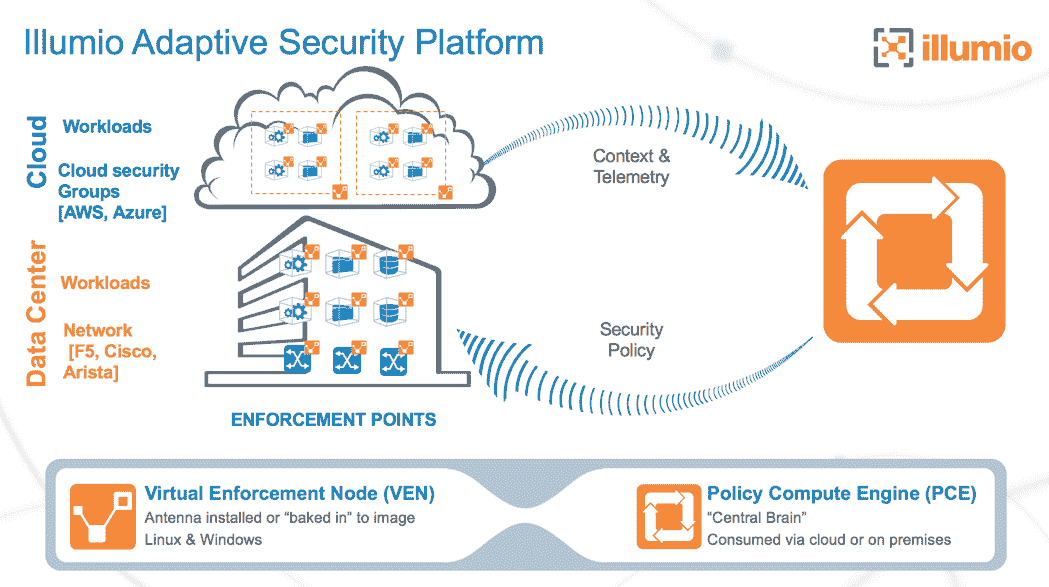 Illumio Adaptive Security Platform
illumio
Cloud
Workloads
Cloud security
Groups
[AWS, Azure]
Context &
Telemetry
Data Center
Workloads
Network
[F5, Cisco,
Arista]
Security
Policy
ENFORCEMENT POINTS
Virtual Enforcement Node (VEN)
Antenna installed or “baked in” to image
Linux & Windows
Policy Compute Engine (PCE)
“Central Brain”
Consumed via cloud or on premises